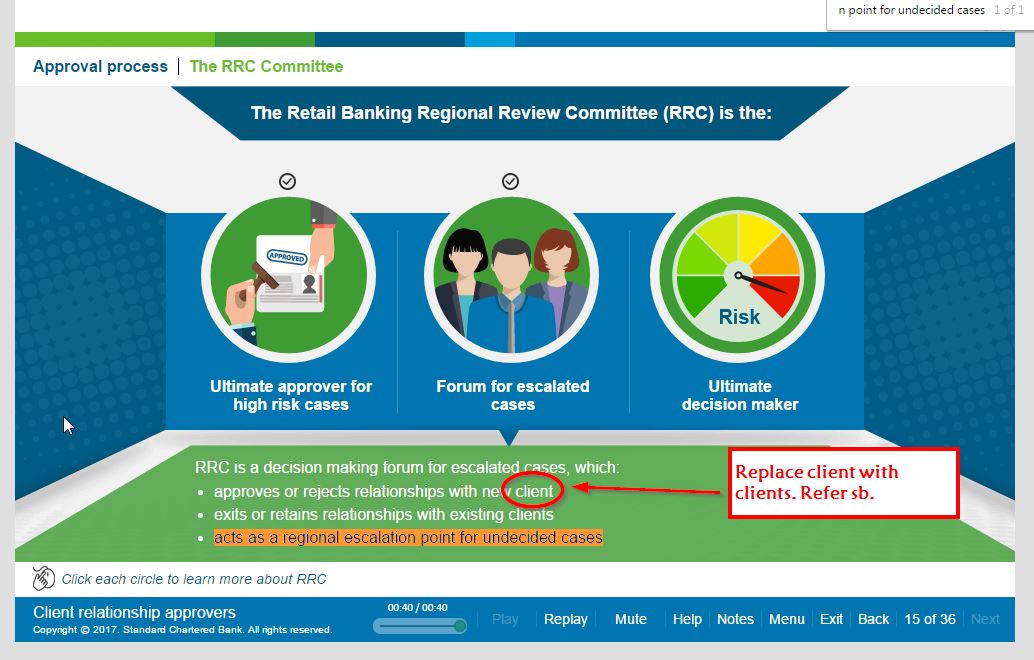 n point for undecided cases 1 of 1
Approval process | The RRC Committee
The Retail Banking Regional Review Committee (RRC) is the:
APPROVED
Risk
Ultimate approver for
high risk cases
Forum for escalated
cases
Ultimate
decision maker
RRC is a decision making forum for escalated cases, which:
• approves or rejects relationships with new client
• exits or retains relationships with existing clients
• acts as a regional escalation point for undecided cases
Replace client with
clients. Refer sb.
Click each circle to learn more about RRC
Client relationship approvers
Copyright © 2017. Standard Chartered Bank. All rights reserved.
00:40 / 00:40
Play Replay Mute Help Notes Menu Exit Back 15 of 36 Next